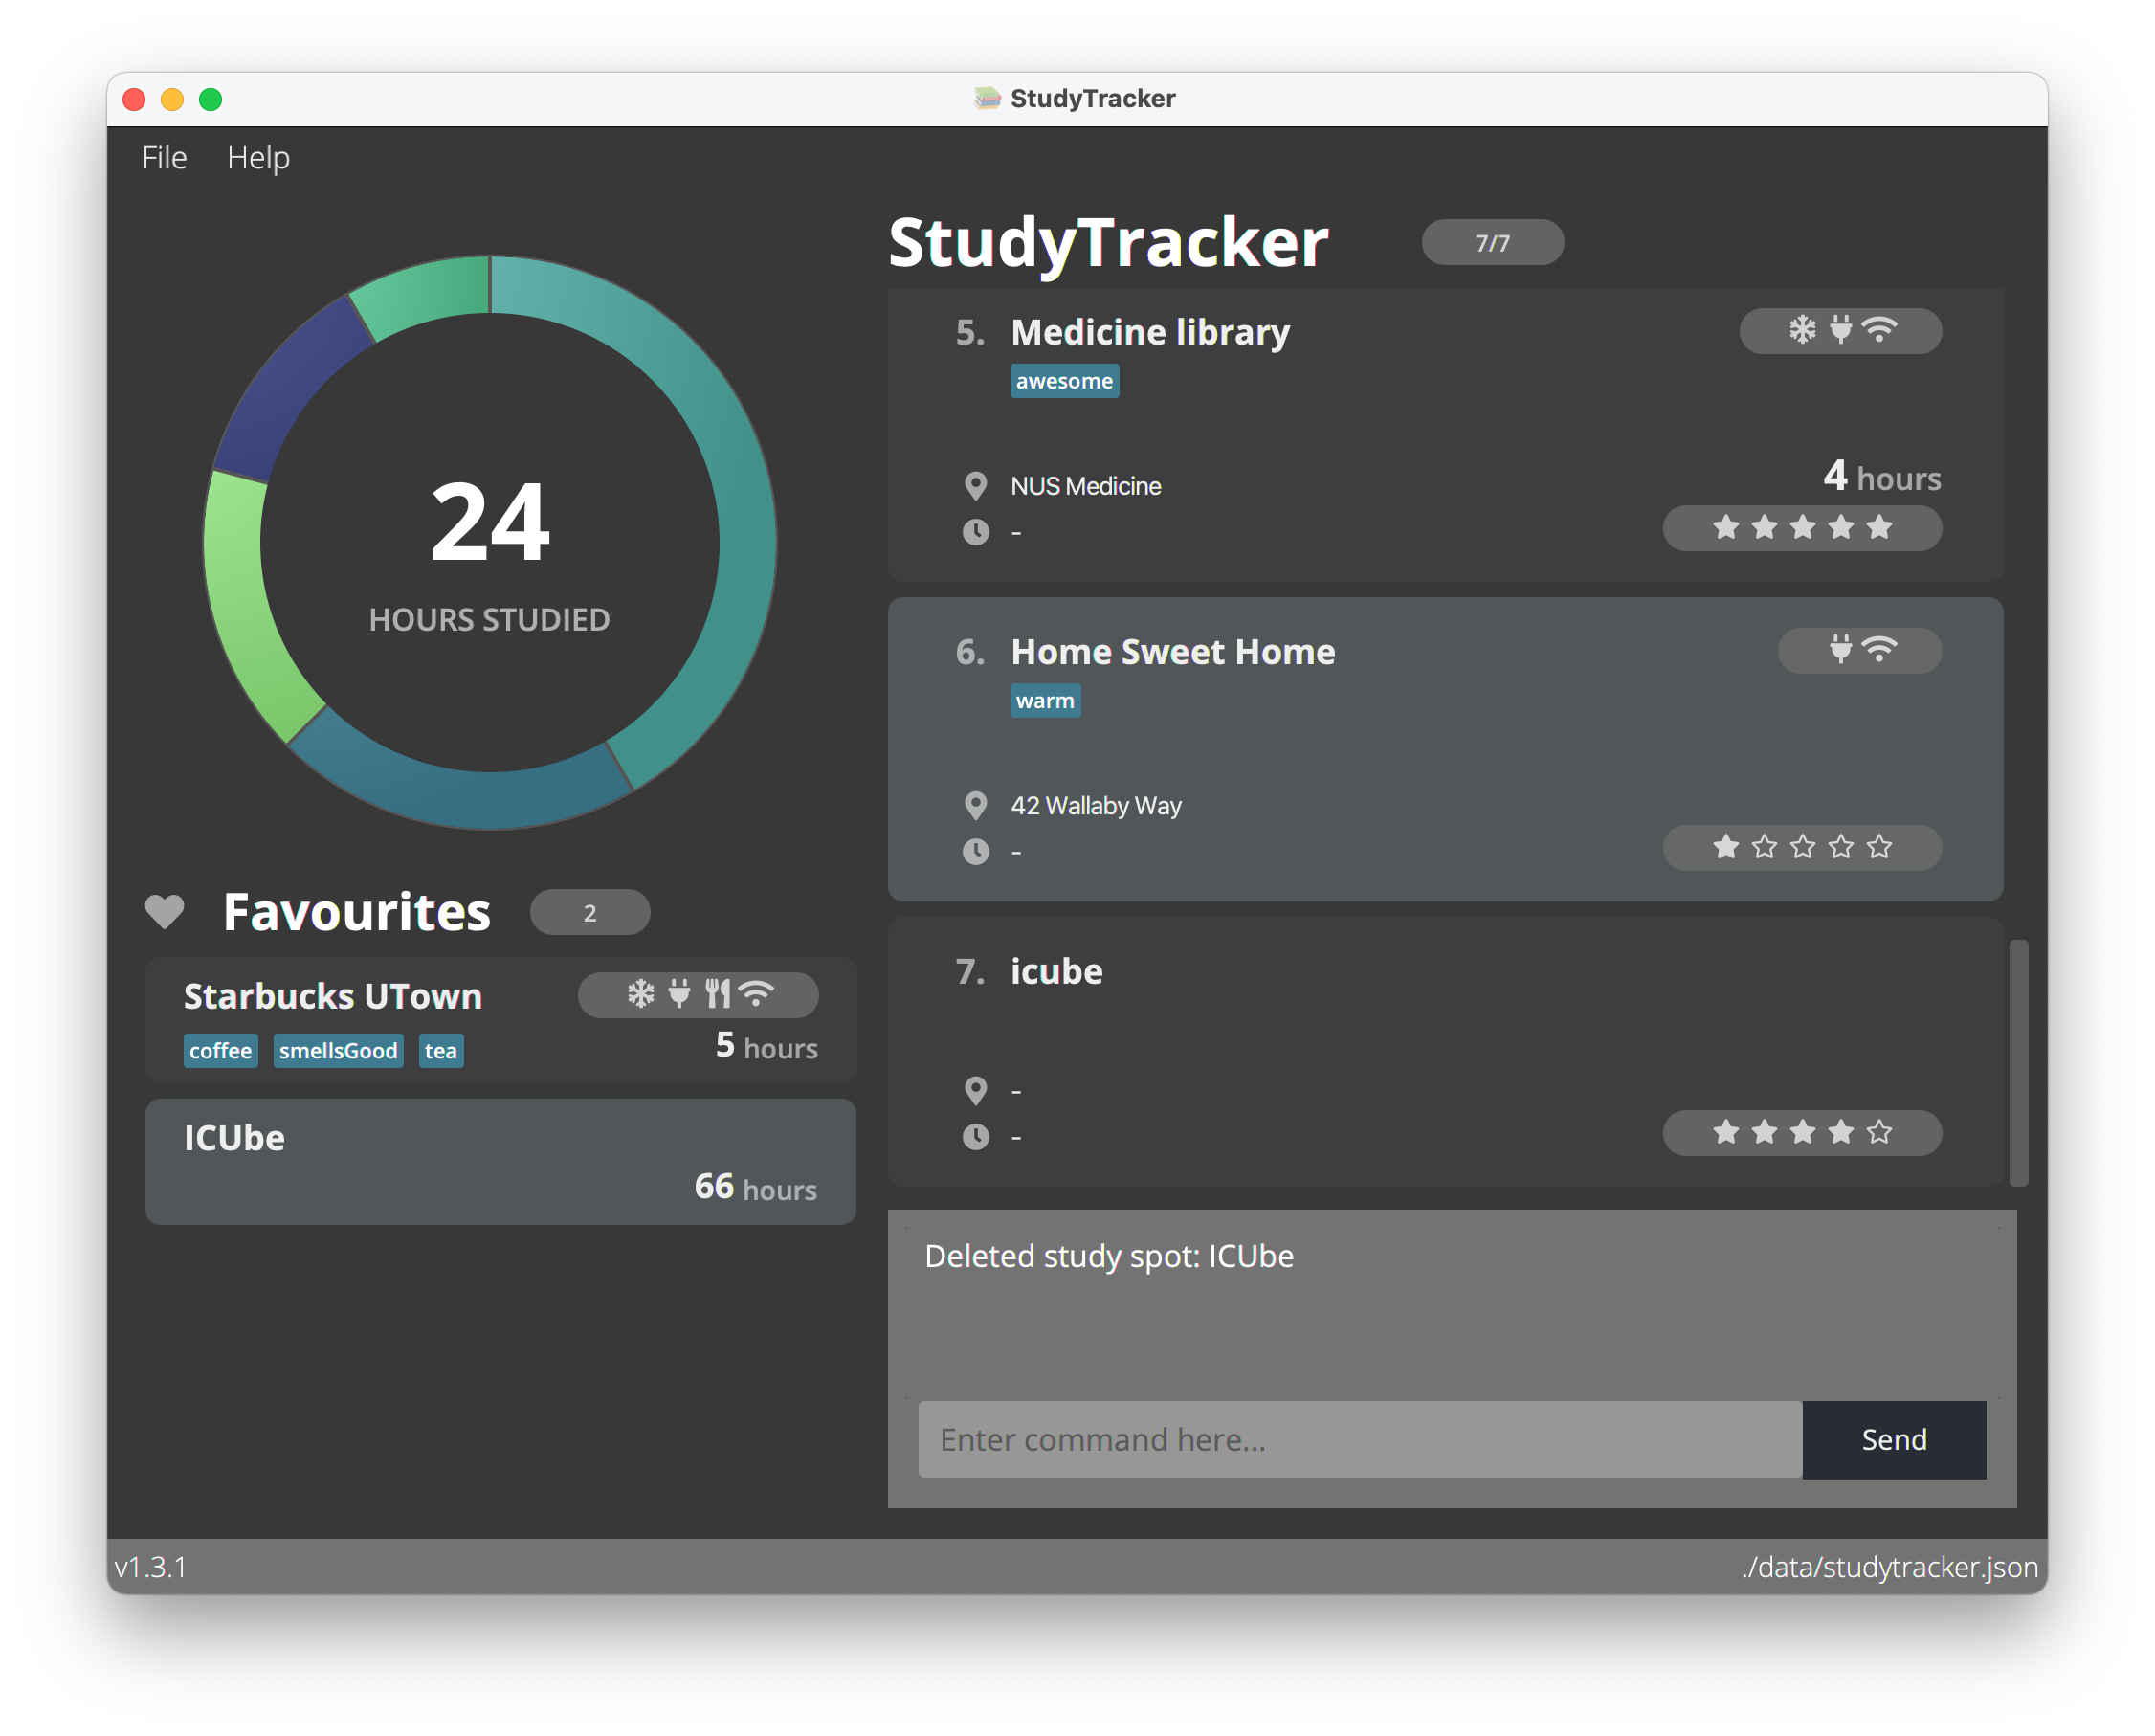 StudyTracker
File Help
24
HOURS STUDIED
Favourites 2
Starbucks UTown
coffee smellsGood tea 5 hours
ICUbe
66 hours
StudyTracker 7/7
5. Medicine library
awesome
NUS Medicine 4 hours
-
6. Home Sweet Home
warm
42 Wallaby Way
-
7. icube
-
-
Deleted study spot: ICUbe
Enter command here... Send
v1.3.1 ./data/studytracker.json